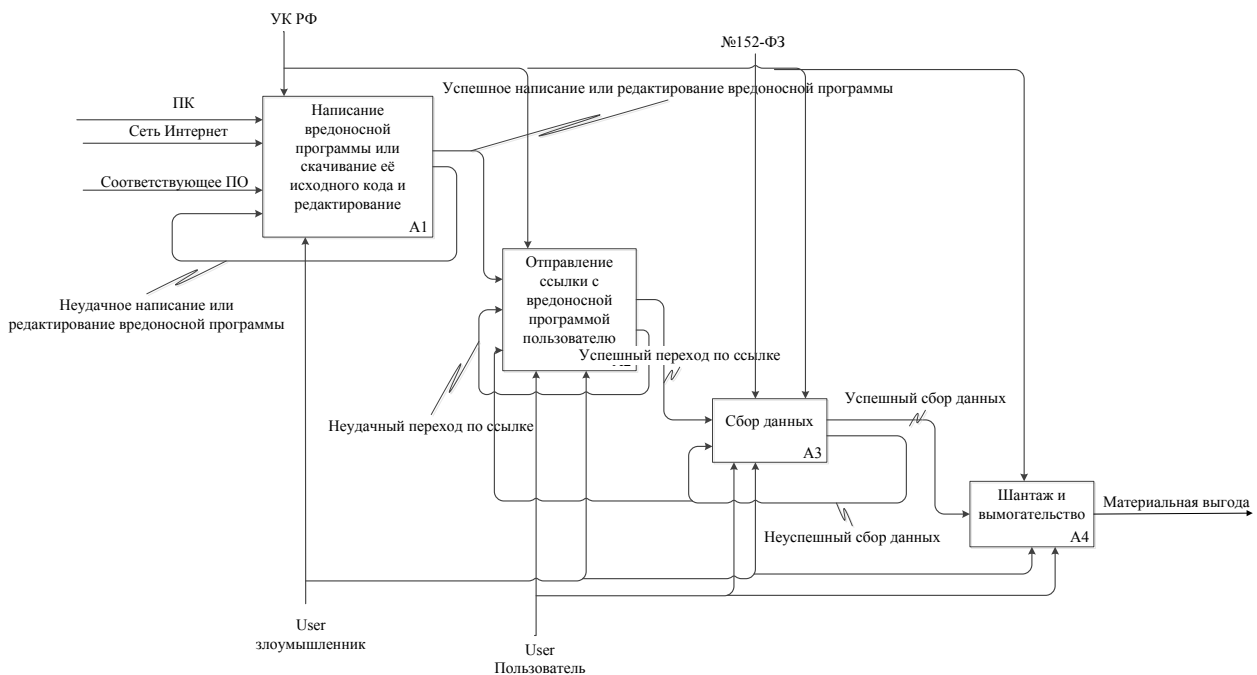 УК РФ
№152-ФЗ
Успешное написание или редактирование вредоносной программы
ПК
Сеть Интернет
Соответствующее ПО
Написание
вредоносной
программы или
скачивание её
исходного кода и
редактирование
А1
Неудачное написание или
редактирование вредоносной программы
Отправление
ссылки с
вредоносной
программой
пользователю
Успешный переход по ссылке
Неудачный переход по ссылке
Сбор данных
А3
Успешный сбор данных
Неуспешный сбор данных
Шантаж и
вымогательство
А4
Материальная выгода
User
злоумышленник
User
Пользователь